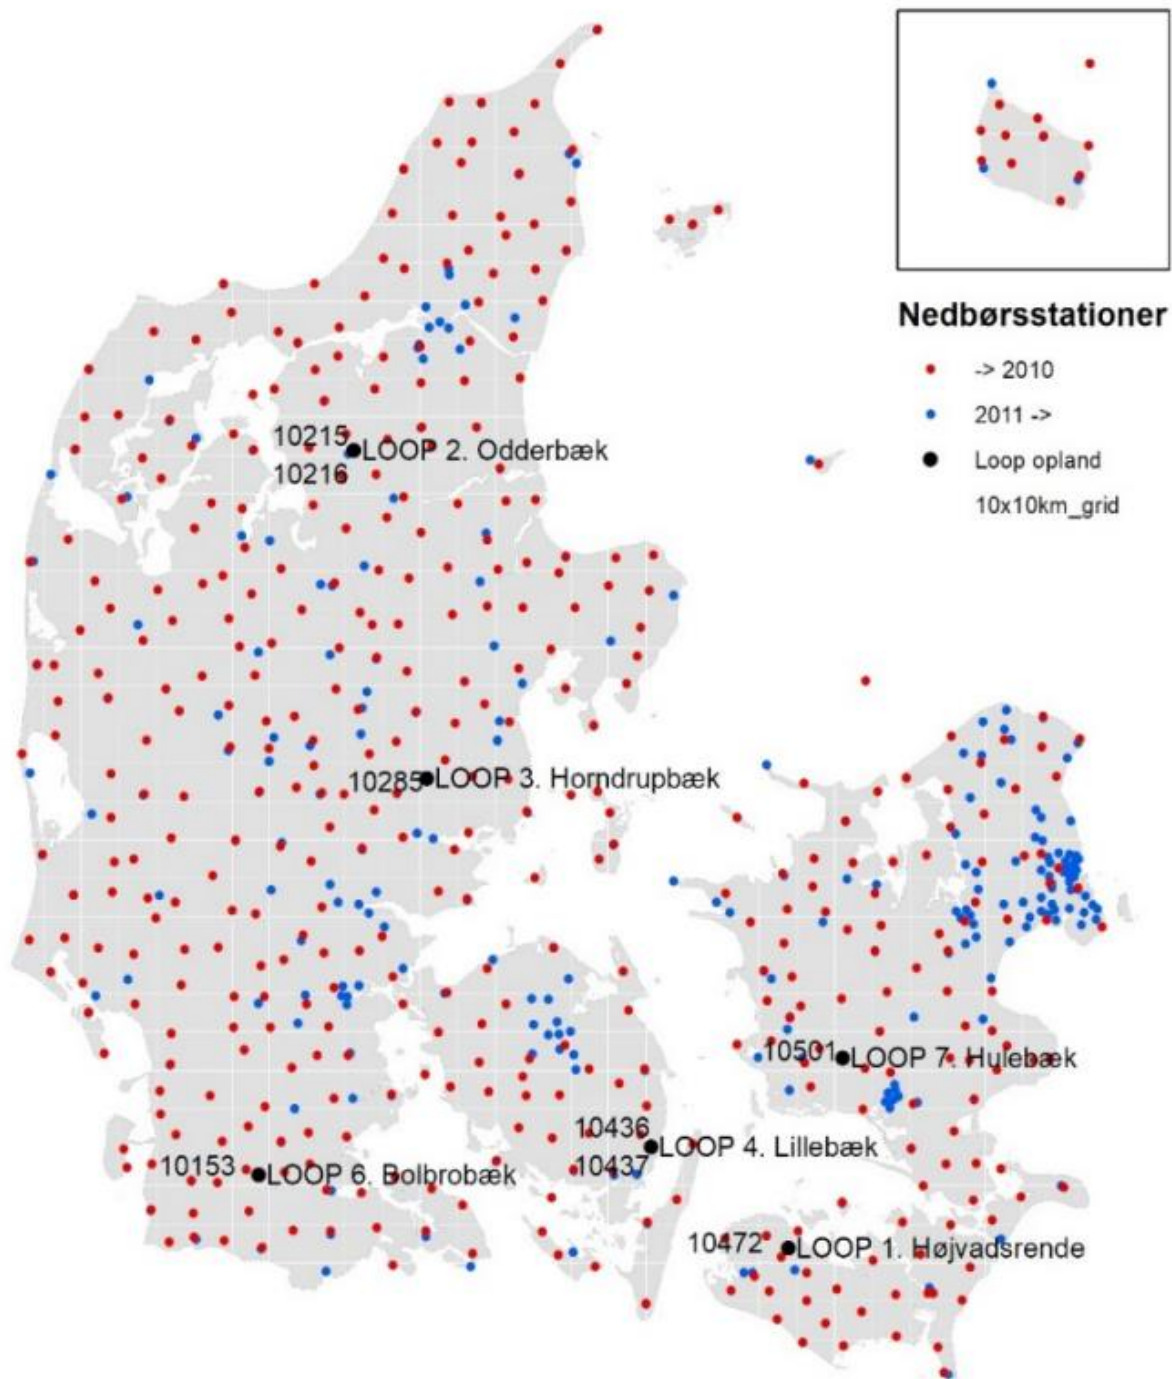 Nedbørsstationer
-> 2010
2011 ->
Loop opland
10x10km_grid
10215
LOOP 2. Odderbæk
10216
10285
LOOP 3. Horndrupbæk
10501
LOOP 7. Hulebæk
10436
LOOP 4. Lillebæk
10437
10153
LOOP 6. Bolbrobæk
10472
LOOP 1. Højvadsrende